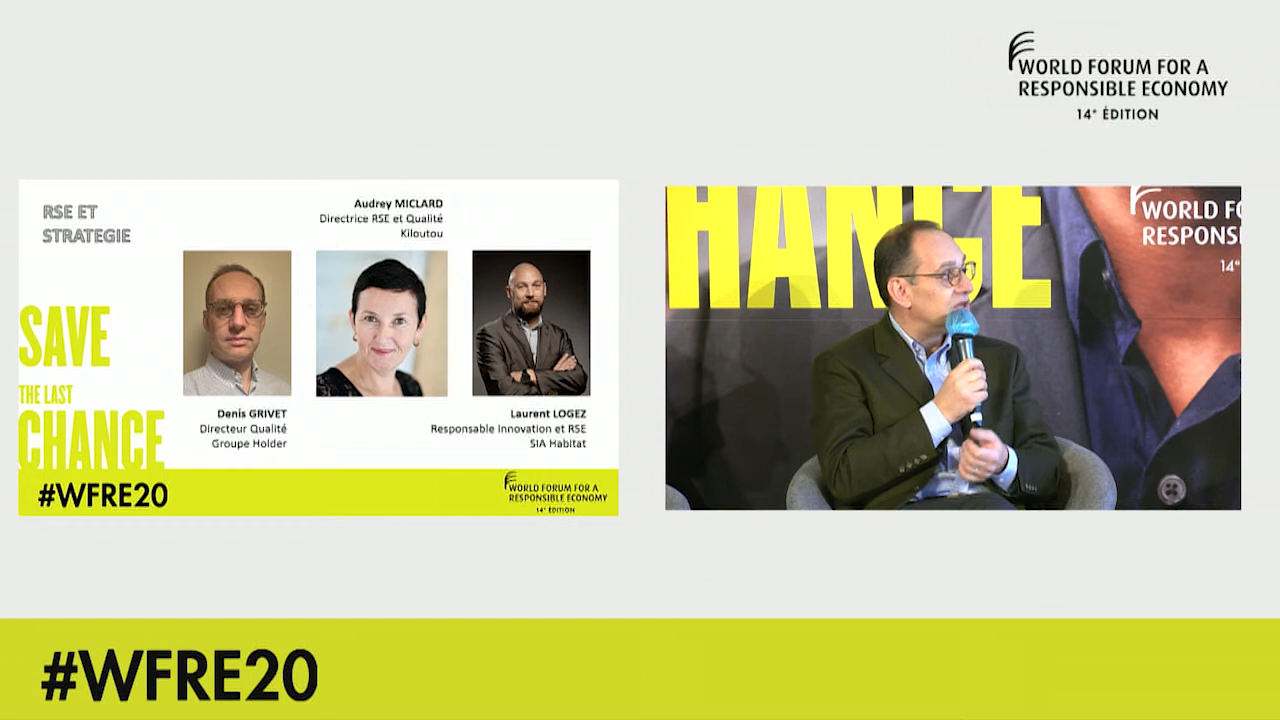 WORLD FORUM FOR A
RESPONSIBLE ECONOMY
14e ÉDITION
RSE ET
STRATEGIE
Audrey MICLARD
Directrice RSE et Qualité
Kiloutou
SAVE
THE LAST
CHANCE
Denis GRIVET
Directeur Qualité
Groupe Holder
Laurent LOGEZ
Responsable Innovation et RSE
SIA Habitat
#WFRE20
WORLD FORUM FOR A
RESPONSIBLE ECONOMY
14e ÉDITION
HANCE
WORLD FO
RESPONSI
14e
#WFRE20